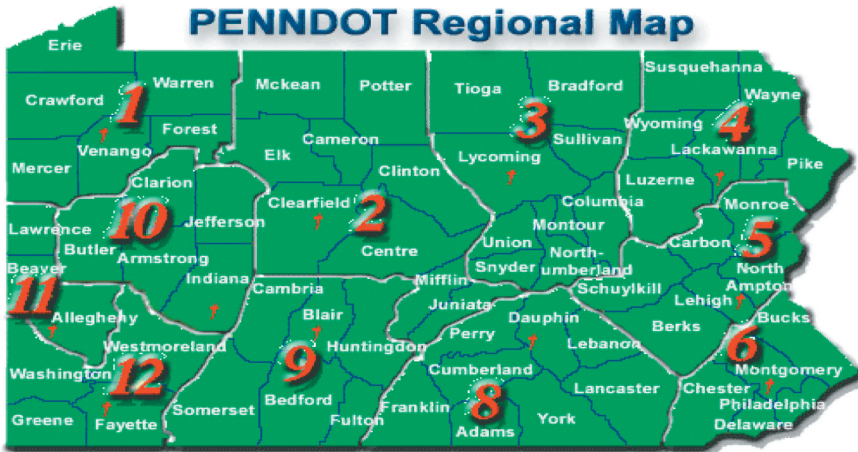 PENNDOT Regional Map
Erie
Warren
Mckean
Potter
Tioga
Bradford
Susquehanna
Wayne
Crawford
1
Forest
Venango
Mercer
Elk
Cameron
Clinton
3
Sullivan
Lycoming
Wyoming
4
Lackawanna
Pike
Luzerne
Columbia
Clarion
10
Jefferson
Clearfield
2
Centre
Union
Montour
Snyder
North-
umberland
Monroe
Carbon
5
North
Ampton
Lawrence
Butler
Armstrong
Beaver
11
Indiana
Cambria
Mifflin
Juniata
Schuylkill
Lehigh
Bucks
Allegheny
Blair
Huntingdon
Perry
Dauphin
Lebanon
Berks
6
Montgomery
Westmoreland
Washington
12
9
Cumberland
Lancaster
Chester
Philadelphia
Delaware
Greene
Fayette
Somerset
Bedford
Fulton
Franklin
8
Adams
York